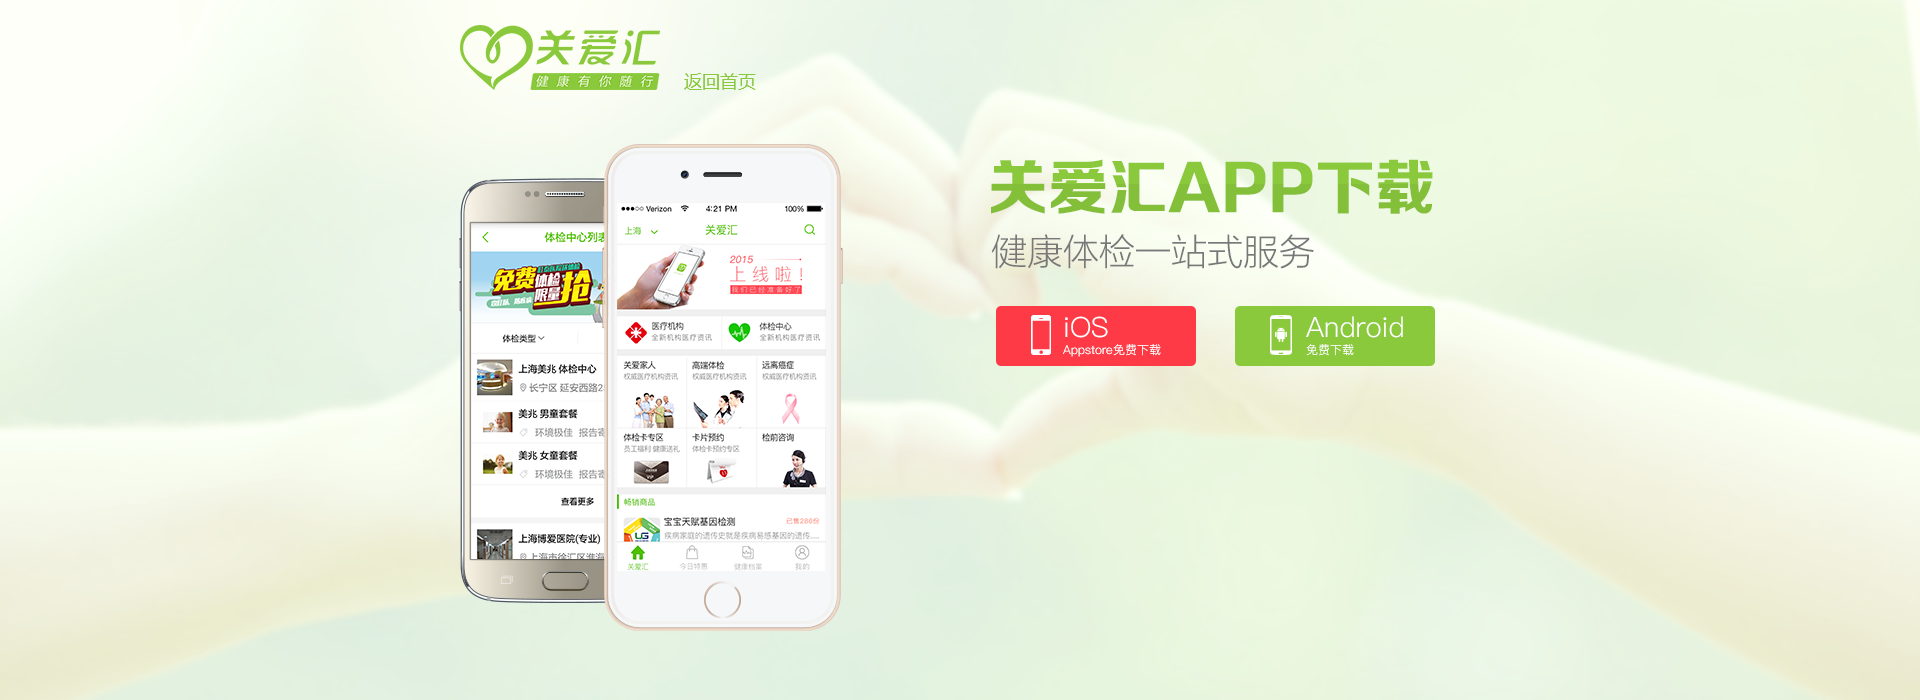 关爱汇
健康有你随行
返回首页
关爱汇APP下载
健康体检一站式服务
iOS
Appstore免费下载
Android
免费下载
体检中心列表
免费体检
限量抢
体检类型
上海美兆 体检中心
长宁区 延安西路2
美兆 男童套餐
环境极佳 报告寄
美兆 女童套餐
环境极佳 报告寄
查看更多
上海博爱医院(专业)
上海市徐汇区淮海
Verizon
4:21 PM
100%
上海
关爱汇
2015
上线啦!
我们已经准备好了
医疗机构
全新机构医疗资讯
体检中心
全新机构医疗资讯
关爱家人
权威医疗机构资讯
高端体检
权威医疗机构资讯
远离癌症
权威医疗机构资讯
体检卡专区
员工福利 健康送礼
卡片预约
体检卡预约专区
检前咨询
畅销商品
宝宝天赋基因检测
已售286份
疾病家庭的遗传史就是疾病易感基因的遗传......
LG
关爱汇
今日特惠
健康档案
我的